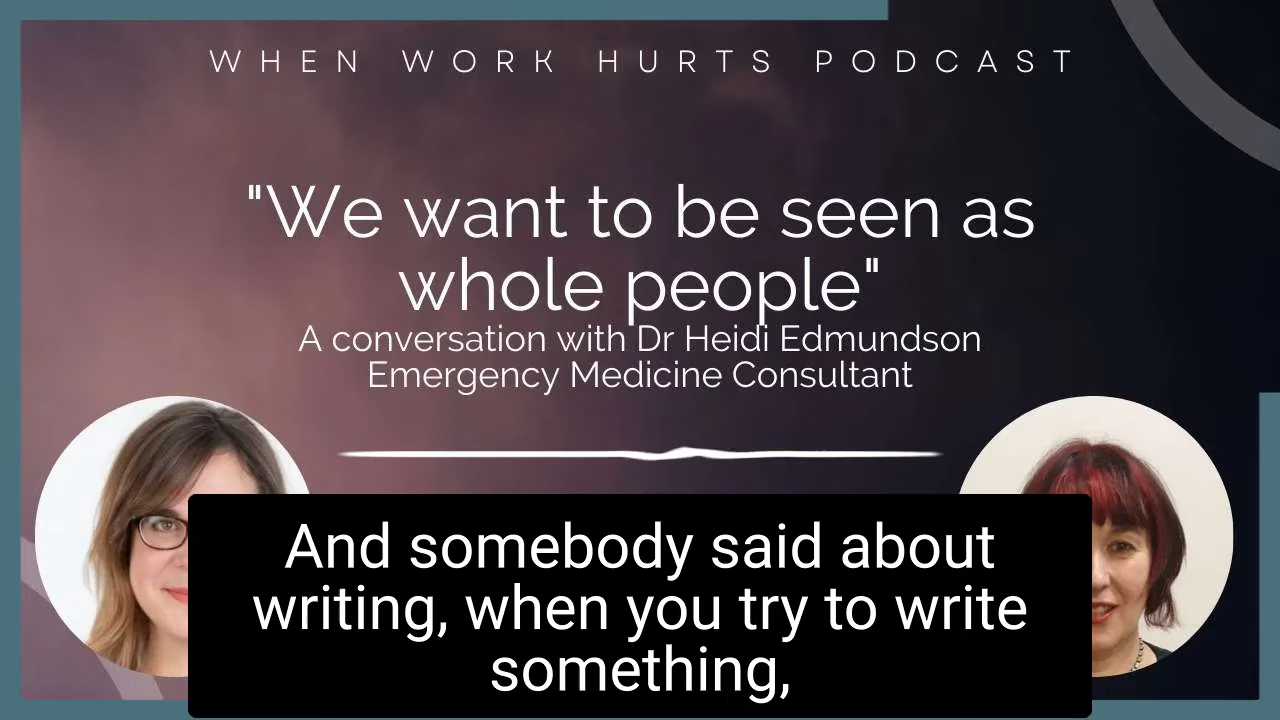 WHEN WORK HURTS PODCAST
"We want to be seen as
whole people"
A conversation with Dr Heidi Edmundson
Emergency Medicine Consultant
And somebody said about
writing, when you try to write
something,